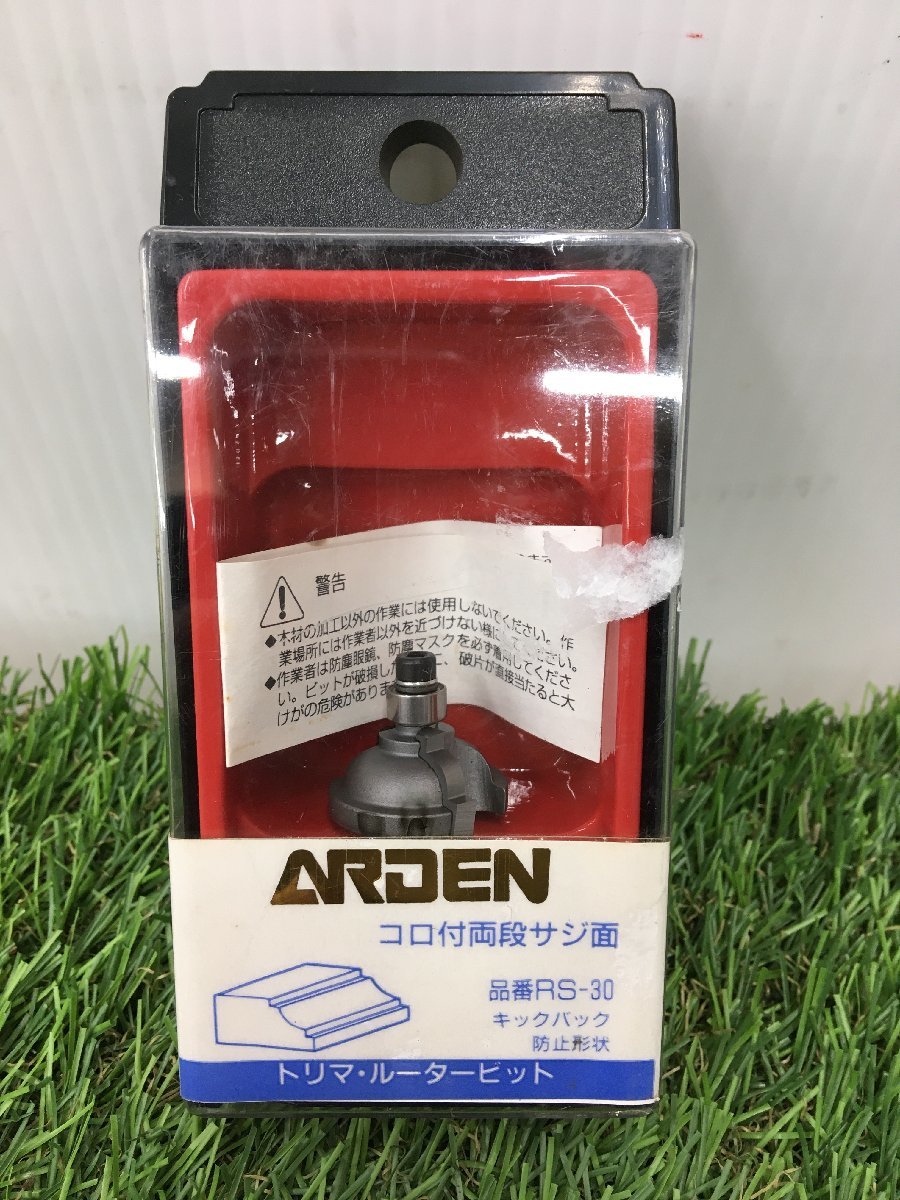 警告
●木材の加工以外の作業には使用しないでください。作
業場所には作業者以外を近づけない様にしてください。
●作業者は防塵眼鏡、防塵マスクを必ず着用してくださ
い。ビットが破損し 破片が直接当たると大
けがの危険がありま
ARDEN
コロ付両段サジ面
品番RS-30
キックバック
防止形状
トリマ・ルータービット